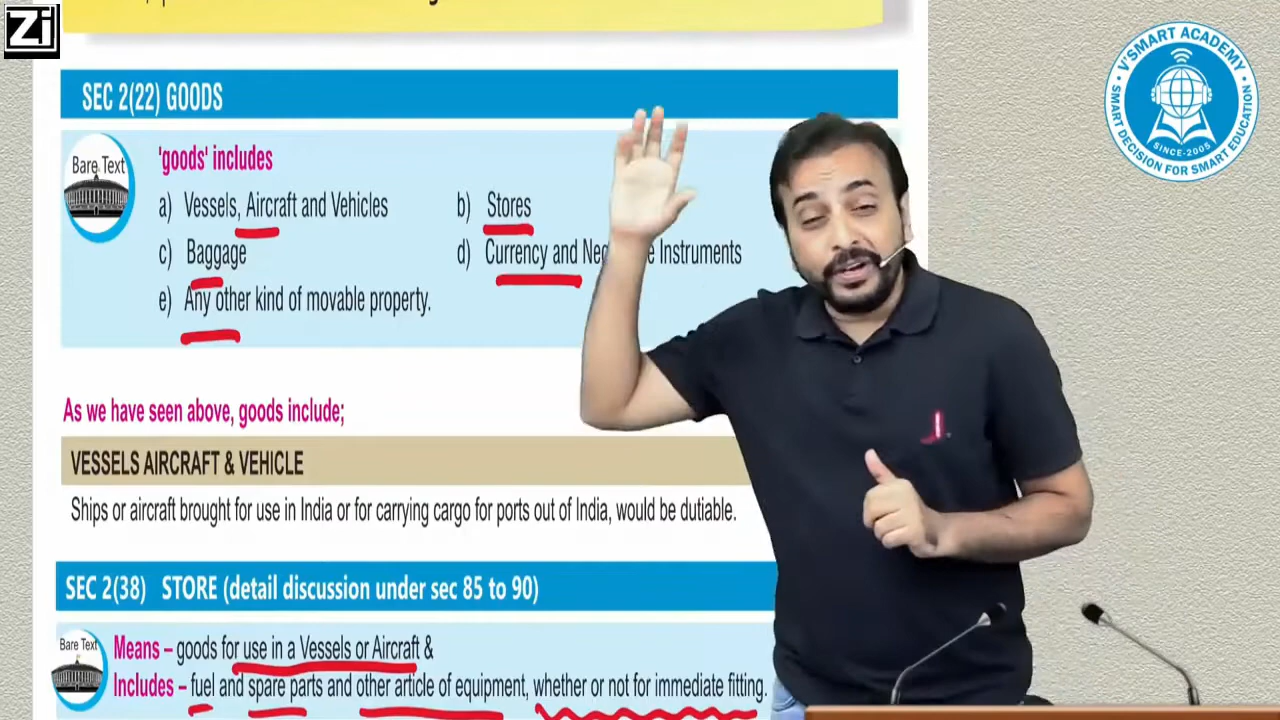 Zi
SEC 2(22) GOODS
Bare Text
'goods' includes
a) Vessels, Aircraft and Vehicles
b) Stores
c) Baggage
d) Currency and Instruments
e) Any other kind of movable property.
As we have seen above, goods include;
VESSELS AIRCRAFT & VEHICLE
Ships or aircraft brought for use in India or for carrying cargo for ports out of India, would be dutiable.
SEC 2(38) STORE (detail discussion under sec 85 to 90)
Bare Text
Means – goods for use in a Vessels or Aircraft &
Includes – fuel and spare parts and other article of equipment, whether or not for immediate fitting.
V'SMART ACADEMY
SINCE-2005
SMART DECISION FOR SMART EDUCATION